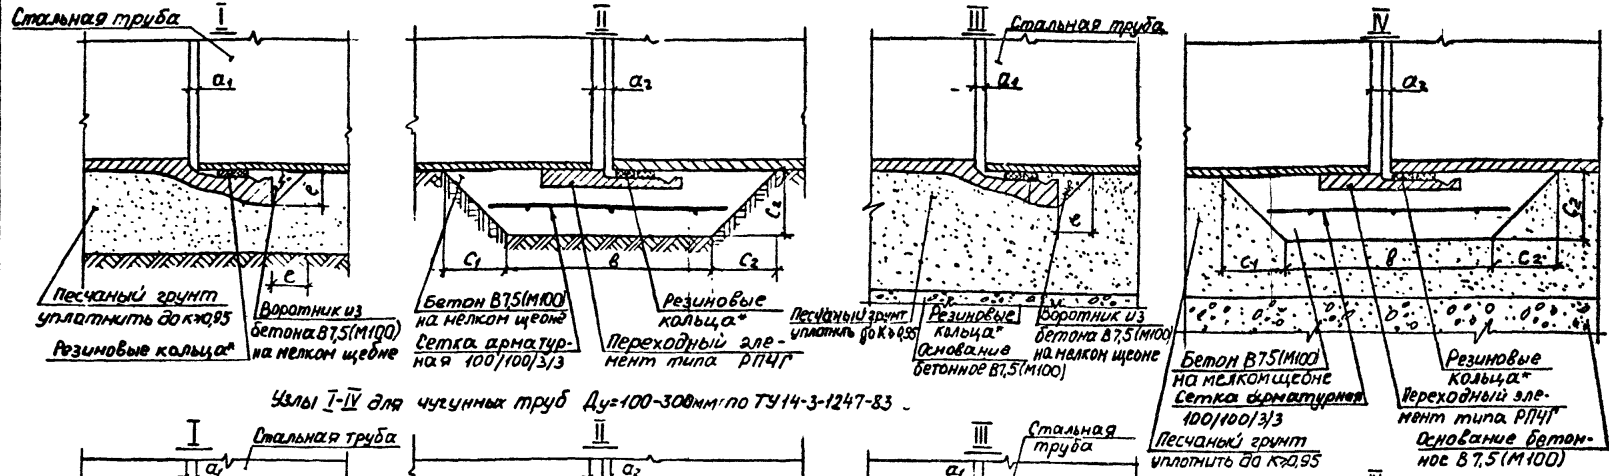 Стальная труба
I
a₁
e
e
Песчаный грунт
уплотнить до к≥0,95
Резиновые кольца*
Воротник из
бетона В7,5(М100)
на мелком щебне
II
a₂
c₂
c₁
в
c₂
Бетон В7,5(М100)
на мелком щебне
Сетка арматур-
ная 100/100/3/3
Резиновые
кольца*
Переходный эле-
мент типа РПЧГ
III
Стальная труба
a₁
e
Песчаный грунт
уплотнить до к≥0,95
Резиновые
кольца*
Основание
бетонное В7,5(М100)
Воротник из
бетона В7,5(М100)
на мелком щебне
IV
a₂
c₂
c₁
в
c₂
Бетон В7,5(М100)
на мелком щебне
Сетка арматурная
100/100/3/3
Песчаный грунт
уплотнить до к≥0,95
Резиновые
кольца*
Переходный эле-
мент типа РПЧГ
Основание бетон-
ное В7,5(М100)
Узлы I-IV для чугунных труб Ду=100-300мм по ТУ14-3-1247-83
I
Стальная труба
a₁
II
a₂
III
Стальная
труба
a₁